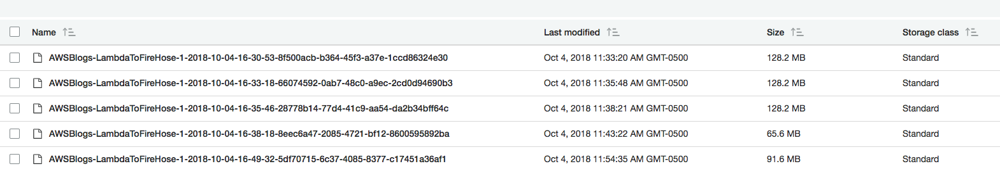 Name Last modified Size Storage class
AWSBlogs-LambdaToFireHose-1-2018-10-04-16-30-53-8f500acb-b364-45f3-a37e-1ccd86324e30 Oct 4, 2018 11:33:20 AM GMT-0500 128.2 MB Standard
AWSBlogs-LambdaToFireHose-1-2018-10-04-16-33-18-66074592-0ab7-48c0-a9ec-2cd0d94690b3 Oct 4, 2018 11:35:48 AM GMT-0500 128.2 MB Standard
AWSBlogs-LambdaToFireHose-1-2018-10-04-16-35-46-28778b14-77d4-41c9-aa54-da2b34bff64c Oct 4, 2018 11:38:21 AM GMT-0500 128.2 MB Standard
AWSBlogs-LambdaToFireHose-1-2018-10-04-16-38-18-8eec6a47-2085-4721-bf12-8600595892ba Oct 4, 2018 11:43:22 AM GMT-0500 65.6 MB Standard
AWSBlogs-LambdaToFireHose-1-2018-10-04-16-49-32-5df70715-6c37-4085-8377-c17451a36af1 Oct 4, 2018 11:54:35 AM GMT-0500 91.6 MB Standard